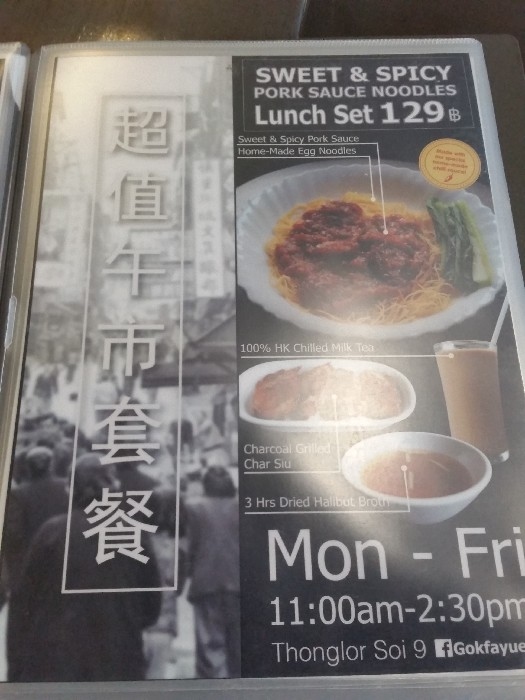 超值午市套餐
SWEET & SPICY
PORK SAUCE NOODLES
Lunch Set 129 ฿
Sweet & Spicy Pork Sauce
Home-Made Egg Noodles
100% HK Chilled Milk Tea
Charcoal Grilled
Char Siu
3 Hrs Dried Halibut Broth
Mon - Fri
11:00am-2:30pm
Thonglor Soi 9 Gokfayue